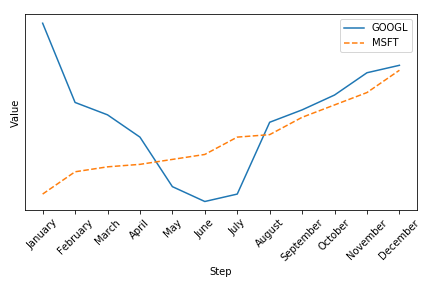 GOOGL
MSFT
Value
January
February
March
April
May
June
July
August
September
October
November
December
Step